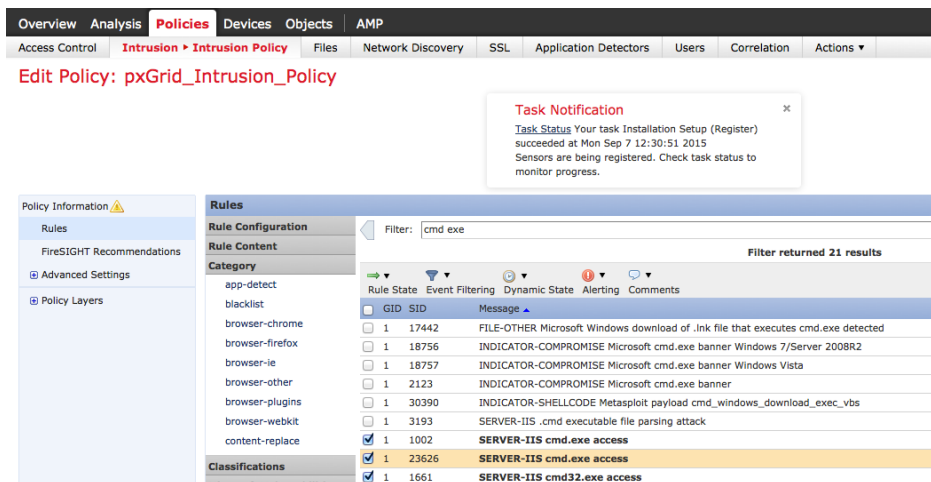 Overview Analysis Policies Devices Objects AMP
Access Control Intrusion ▸ Intrusion Policy Files Network Discovery SSL Application Detectors Users Correlation Actions ▼
Edit Policy: pxGrid_Intrusion_Policy
Task Notification ×
Task Status Your task Installation Setup (Register)
succeeded at Mon Sep 7 12:30:51 2015
Sensors are being registered. Check task status to
monitor progress.
Policy Information
Rules
FireSIGHT Recommendations
Advanced Settings
Policy Layers
Rules
Rule Configuration
Rule Content
Category
app-detect
blacklist
browser-chrome
browser-firefox
browser-ie
browser-other
browser-plugins
browser-webkit
content-replace
Classifications
Filter: cmd exe
Filter returned 21 results
Rule State Event Filtering Dynamic State Alerting Comments
GID SID Message
1 17442 FILE-OTHER Microsoft Windows download of .lnk file that executes cmd.exe detected
1 18756 INDICATOR-COMPROMISE Microsoft cmd.exe banner Windows 7/Server 2008R2
1 18757 INDICATOR-COMPROMISE Microsoft cmd.exe banner Windows Vista
1 2123 INDICATOR-COMPROMISE Microsoft cmd.exe banner
1 30390 INDICATOR-SHELLCODE Metasploit payload cmd_windows_download_exec_vbs
1 3193 SERVER-IIS .cmd executable file parsing attack
1 1002 SERVER-IIS cmd.exe access
1 23626 SERVER-IIS cmd.exe access
1 1661 SERVER-IIS cmd32.exe access